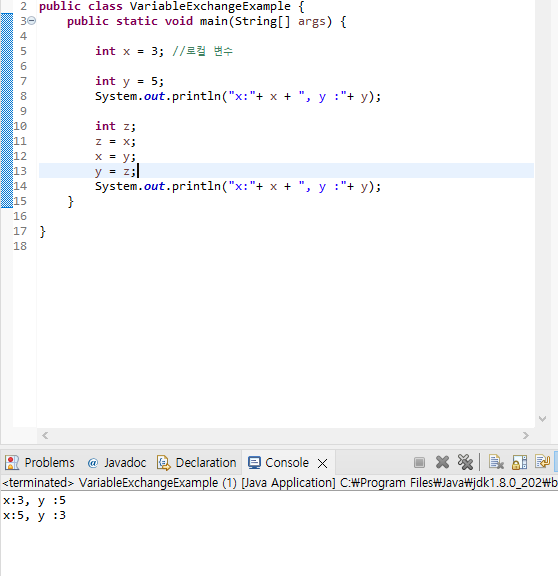 2 public class VariableExchangeExample {
3 public static void main(String[] args) {
4
5 int x = 3; //로컬 변수
6
7 int y = 5;
8 System.out.println("x:"+ x + ", y :"+ y);
9
10 int z;
11 z = x;
12 x = y;
13 y = z;
14 System.out.println("x:"+ x + ", y :"+ y);
15 }
16
17 }
18
Problems @ Javadoc Declaration Console
<terminated> VariableExchangeExample (1) [Java Application] C:₩Program Files₩Java₩jdk1.8.0_202₩b
x:3, y :5
x:5, y :3